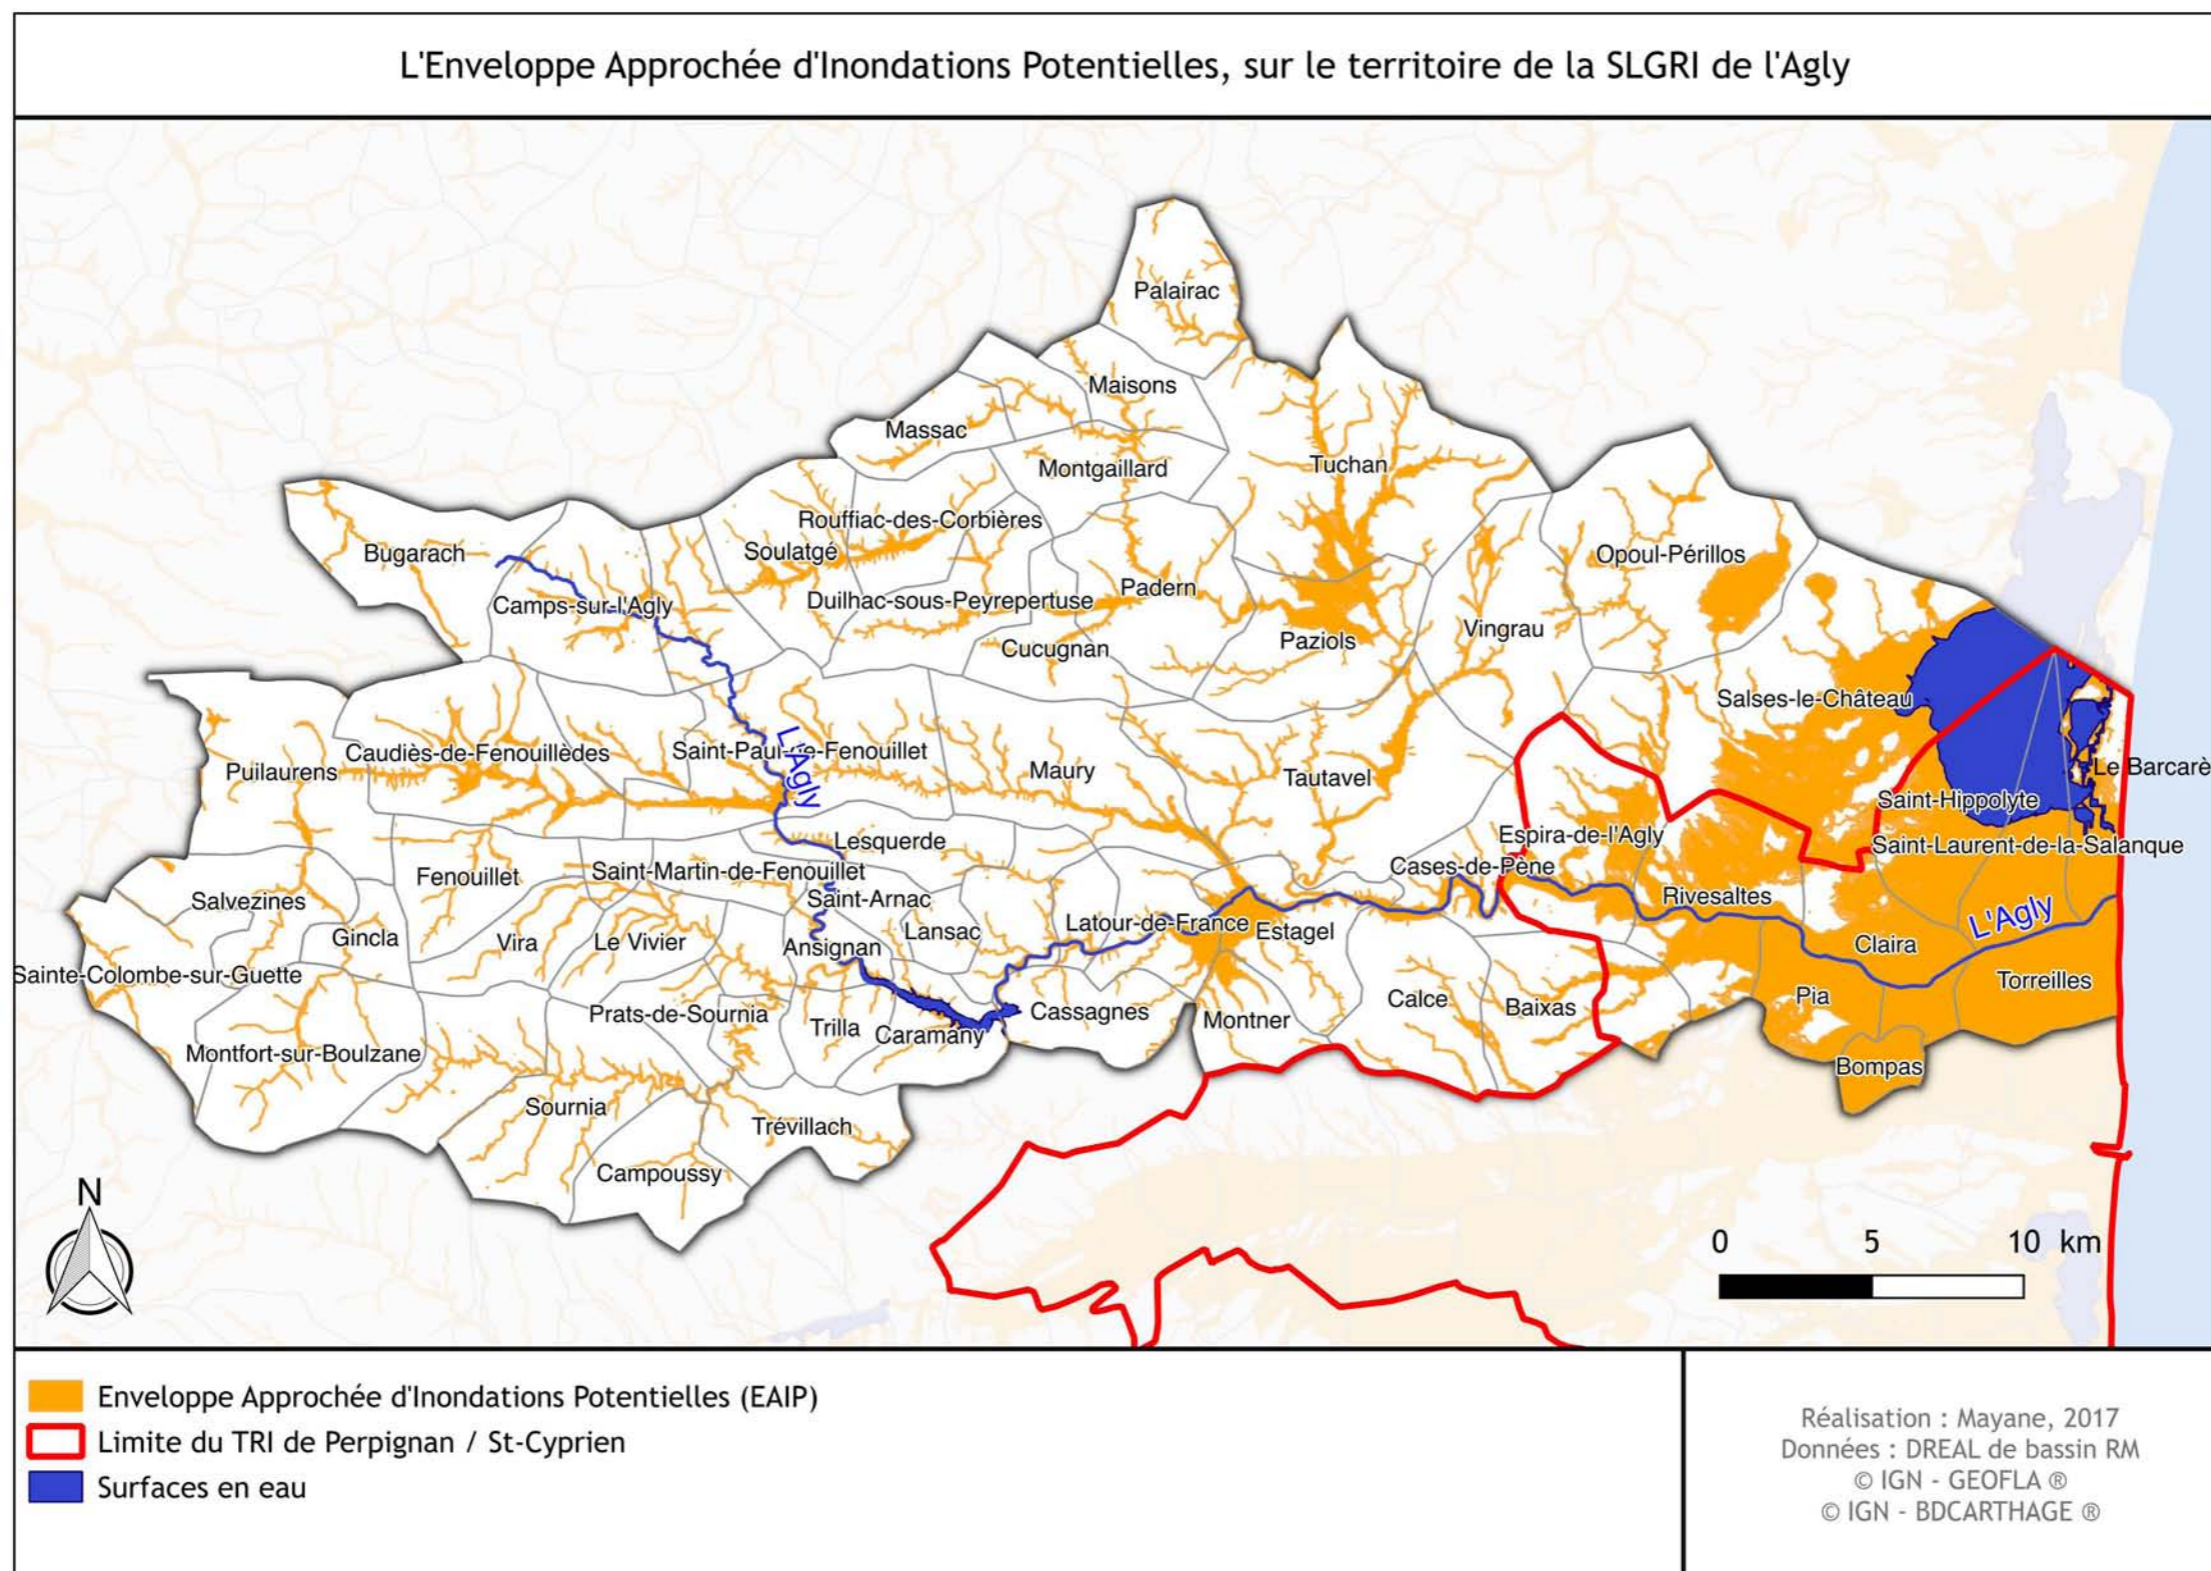 L'Enveloppe Approchée d'Inondations Potentielles, sur le territoire de la SLGRI de l'Agly
Palairac
Maisons
Massac
Montgaillard
Tuchan
Rouffiac-des-Corbières
Soulatgé
Bugarach
Opoul-Périllos
Padern
Camps-sur-l'Agly
Duilhac-sous-Peyrepertuse
Vingrau
Paziols
Cucugnan
Salses-le-Château
Caudiès-de-Fenouillèdes
Saint-Paul-de-Fenouillet
L'Agly
Puilaurens
Maury
Tautavel
Le Barcarè
Saint-Hippolyte
Espira-de-l'Agly
Lesquerde
Saint-Laurent-de-la-Salanque
Cases-de-Pène
Fenouillet
Saint-Martin-de-Fenouillet
Salvezines
Saint-Arnac
Rivesaltes
L'Agly
Latour-de-France
Estagel
Lansac
Gincla
Vira
Le Vivier
Ansignan
Claira
Sainte-Colombe-sur-Guette
Torreilles
Pia
Calce
Baixas
Prats-de-Sournia
Cassagnes
Montner
Trilla
Caramany
Montfort-sur-Boulzane
Bompas
Sournia
Trévillach
Campoussy
N
0 5 10 km
Enveloppe Approchée d'Inondations Potentielles (EAIP)
Limite du TRI de Perpignan / St-Cyprien
Surfaces en eau
Réalisation : Mayane, 2017
Données : DREAL de bassin RM
© IGN - GEOFLA ®
© IGN - BDCARTHAGE ®